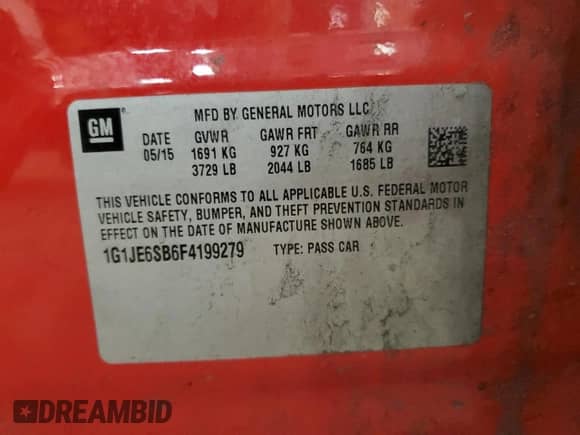 GM
MFD BY GENERAL MOTORS LLC
DATE GVWR GAWR FRT GAWR RR
05/15 1691 KG 927 KG 764 KG
3729 LB 2044 LB 1685 LB
THIS VEHICLE CONFORMS TO ALL APPLICABLE U.S. FEDERAL MOTOR
VEHICLE SAFETY, BUMPER, AND THEFT PREVENTION STANDARDS IN
EFFECT ON THE DATE OF MANUFACTURE SHOWN ABOVE.
1G1JE6SB6F4199279 TYPE: PASS CAR
DREAMBID